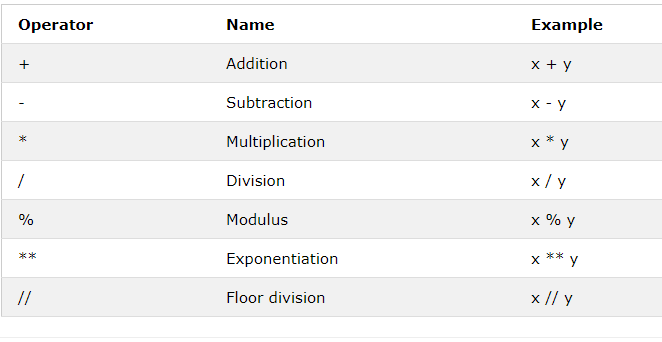 Operator Name Example
+ Addition x + y
- Subtraction x - y
* Multiplication x * y
/ Division x / y
% Modulus x % y
** Exponentiation x ** y
// Floor division x // y